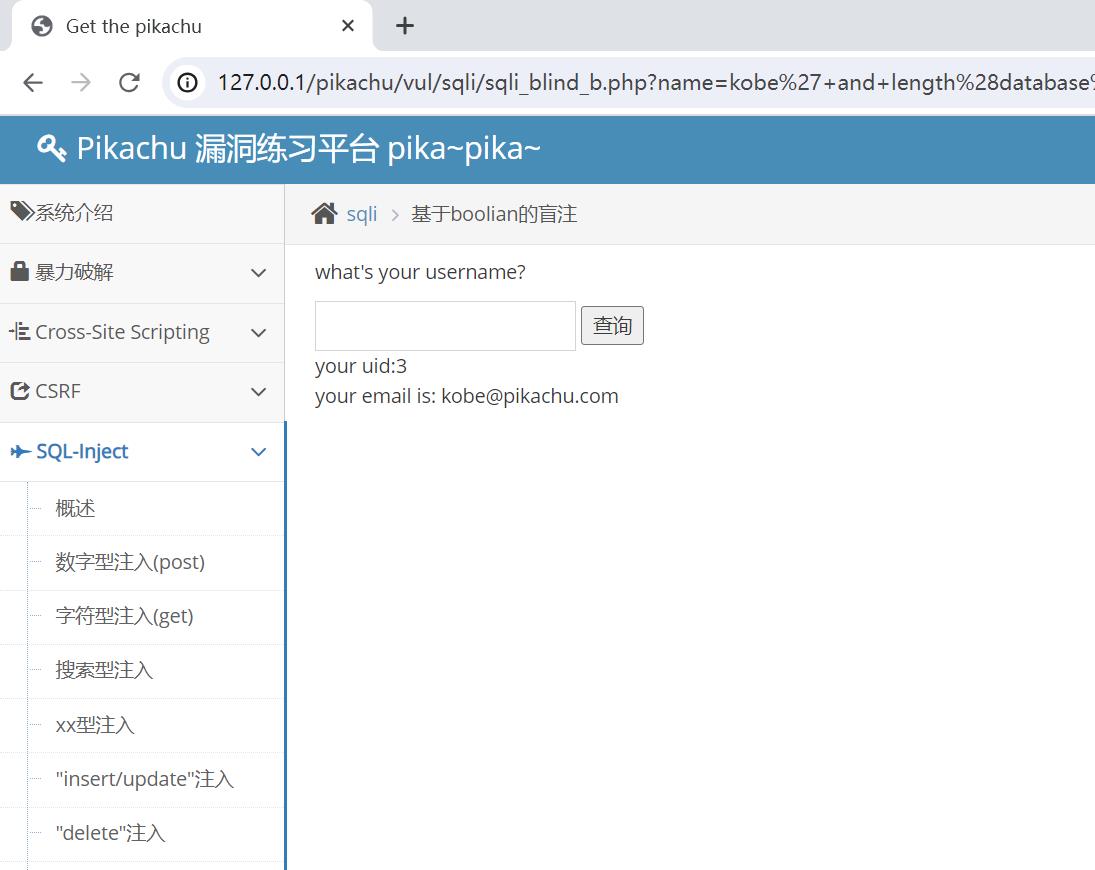 Get the pikachu
127.0.0.1/pikachu/vul/sqli/sqli_blind_b.php?name=kobe%27+and+length%28database%
Pikachu 漏洞练习平台 pika~pika~
系统介绍
暴力破解
Cross-Site Scripting
CSRF
SQL-Inject
概述
数字型注入(post)
字符型注入(get)
搜索型注入
xx型注入
"insert/update"注入
"delete"注入
sqli > 基于boolian的盲注
what's your username?
查询
your uid:3
your email is: kobe@pikachu.com